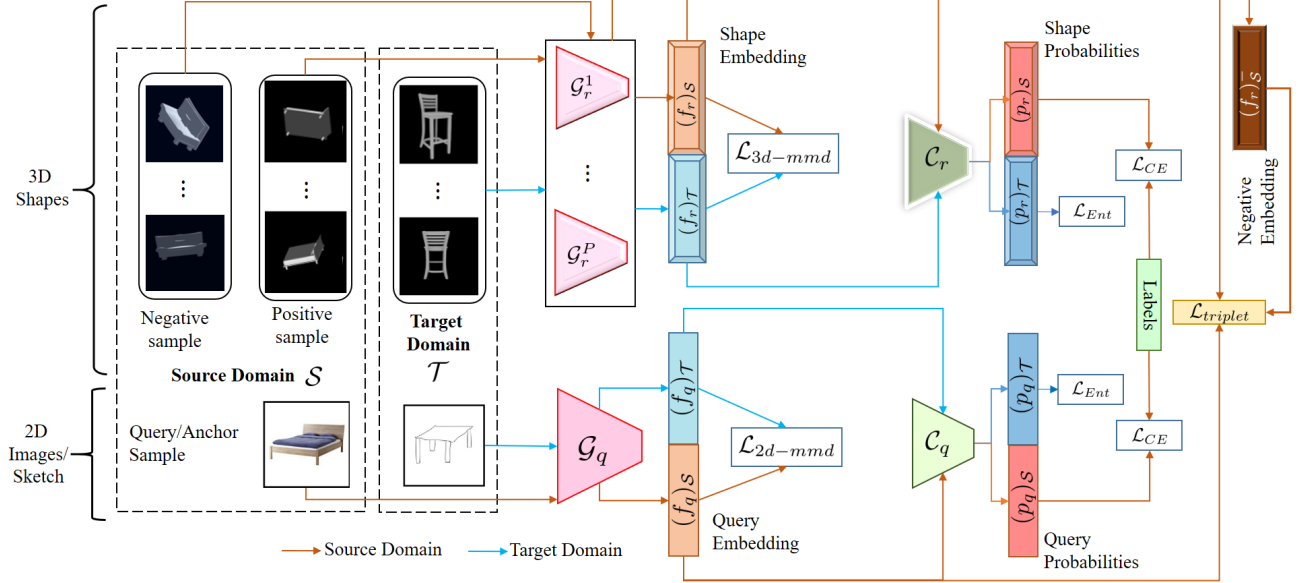 3D
Shapes
2D
Images/
Sketch
Negative
sample
Positive
sample
Source Domain 𝒮
Target
Domain
𝒯
Query/Anchor
Sample
𝒢_r^1
⋮
𝒢_r^P
𝒢_q
Shape
Embedding
(f_r)_𝒮
(f_r)_𝒯
ℒ_{3d-mmd}
(f_q)_𝒯
(f_q)_𝒮
ℒ_{2d-mmd}
Query
Embedding
𝒞_r
𝒞_q
Shape
Probabilities
(p_r)_𝒮
(p_r)_𝒯
ℒ_{CE}
ℒ_{Ent}
Labels
(p_q)_𝒯
(p_q)_𝒮
ℒ_{Ent}
ℒ_{CE}
Query
Probabilities
(f_r)_𝒮^-
Negative
Embedding
ℒ_{triplet}
Source Domain
Target Domain